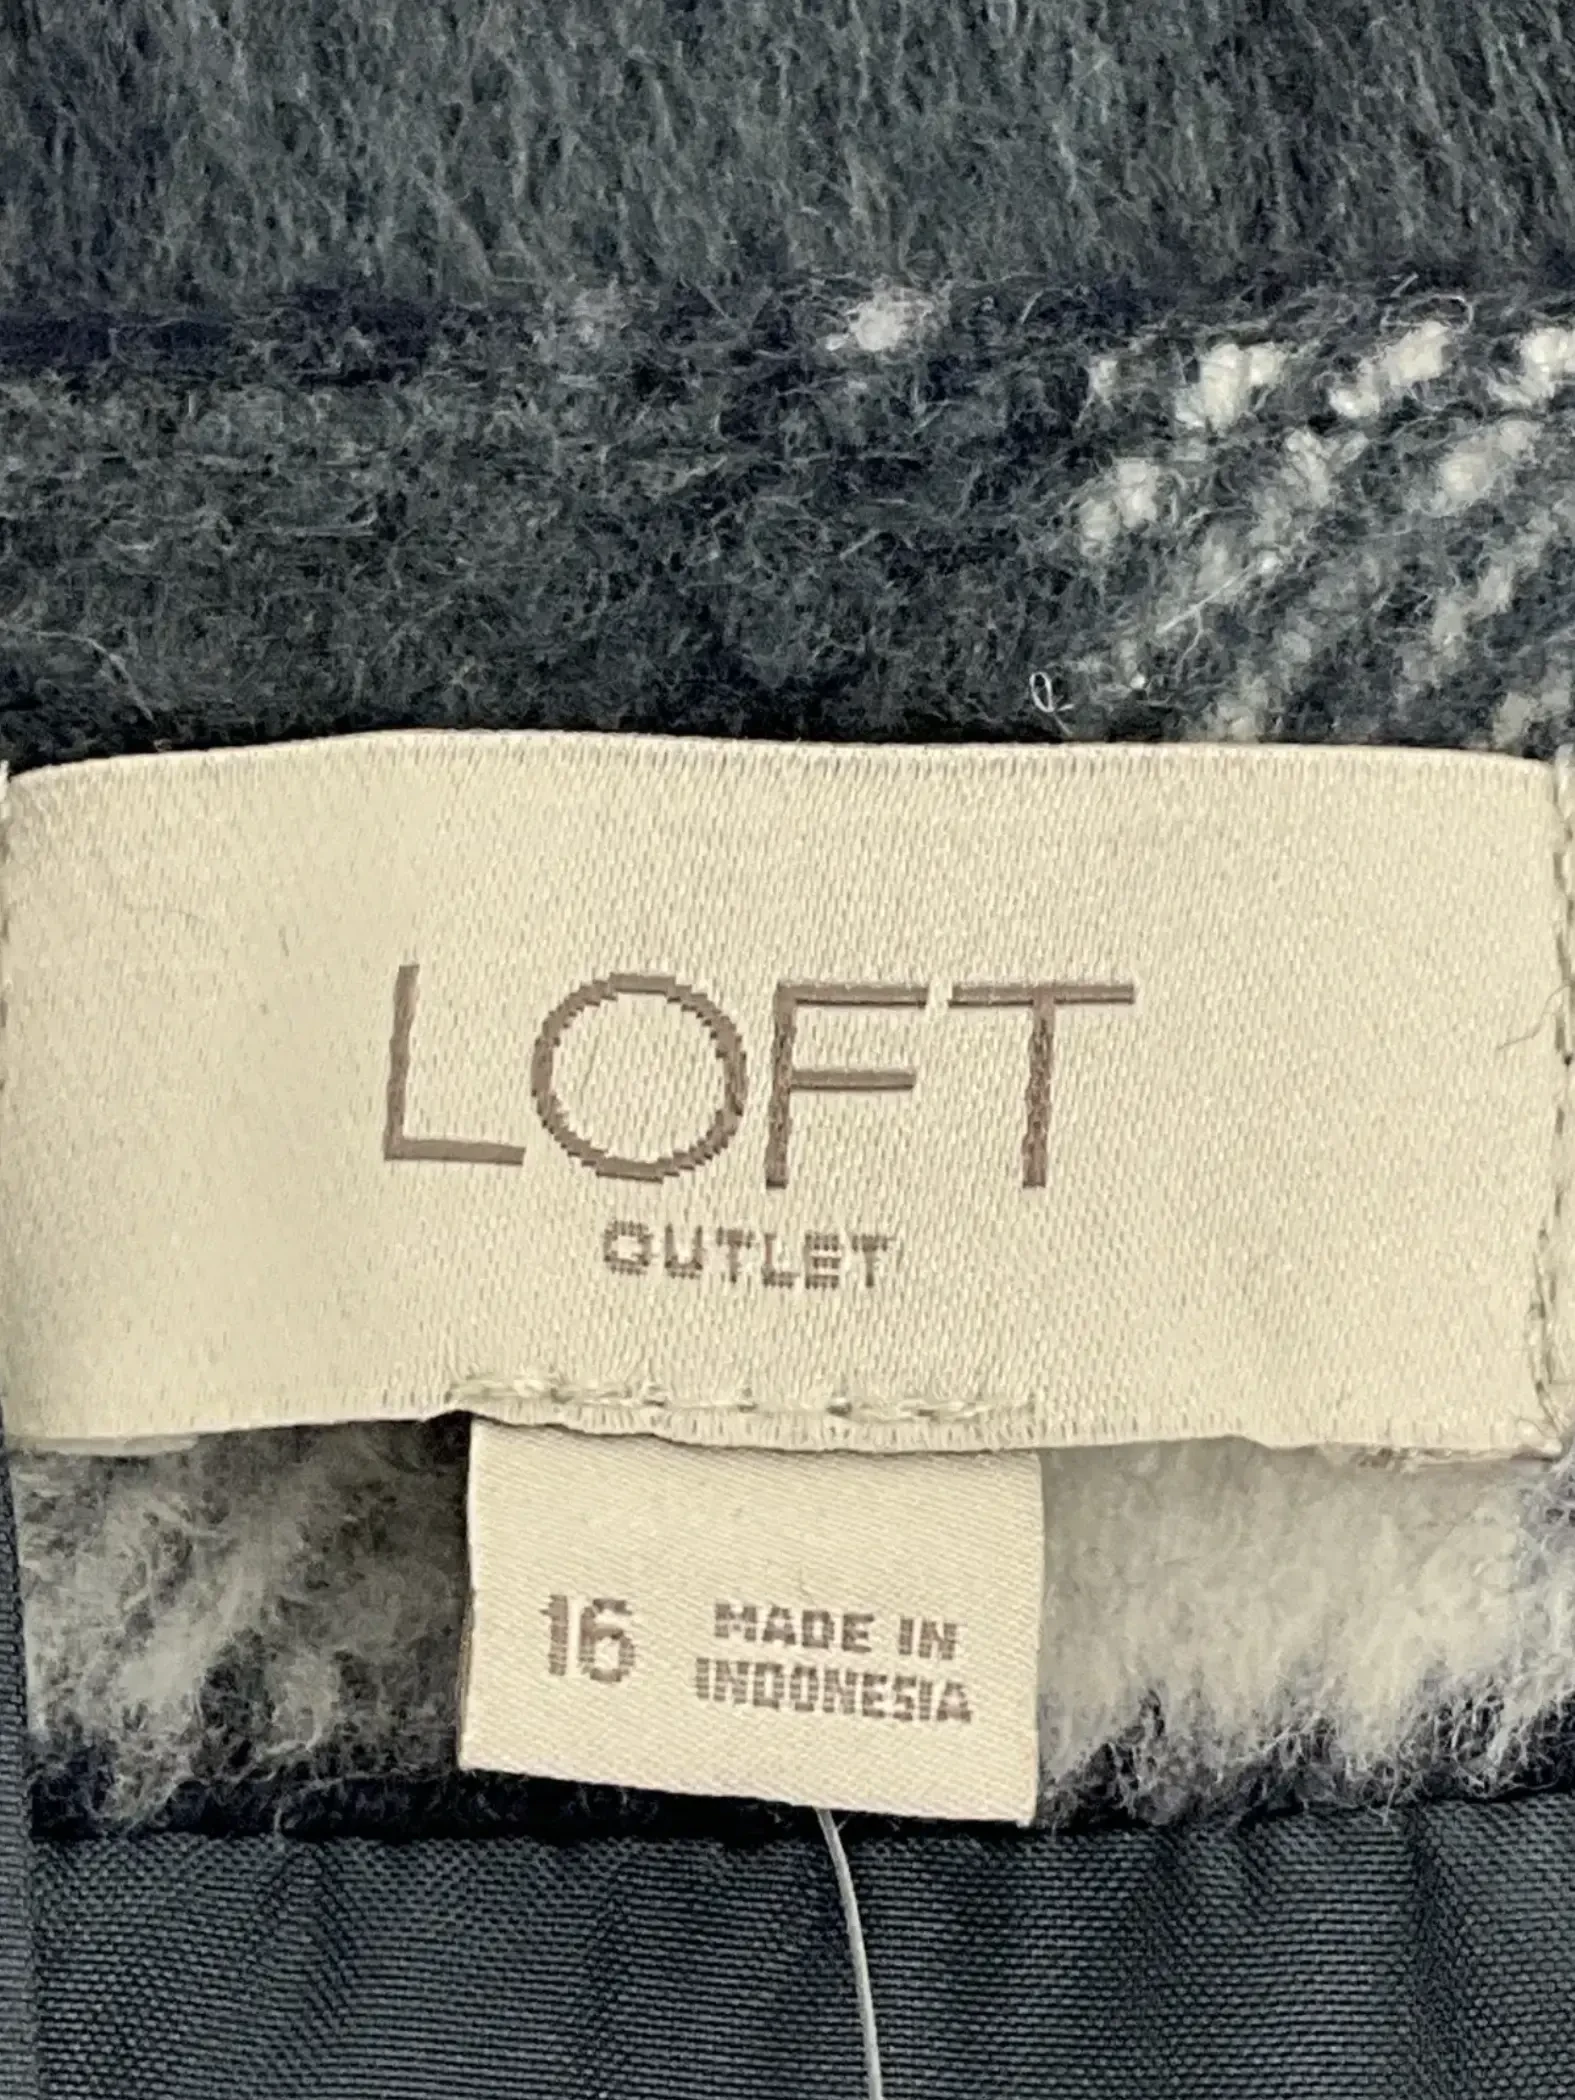 LOFT
OUTLET
16
MADE IN
INDONESIA